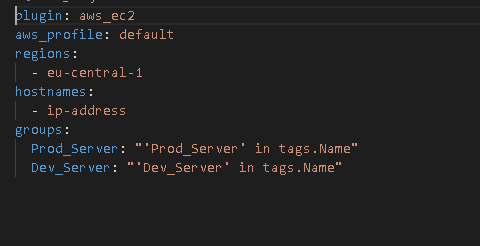 plugin: aws_ec2
aws_profile: default
regions:
  - eu-central-1
hostnames:
  - ip-address
groups:
  Prod_Server: "'Prod_Server' in tags.Name"
  Dev_Server: "'Dev_Server' in tags.Name"